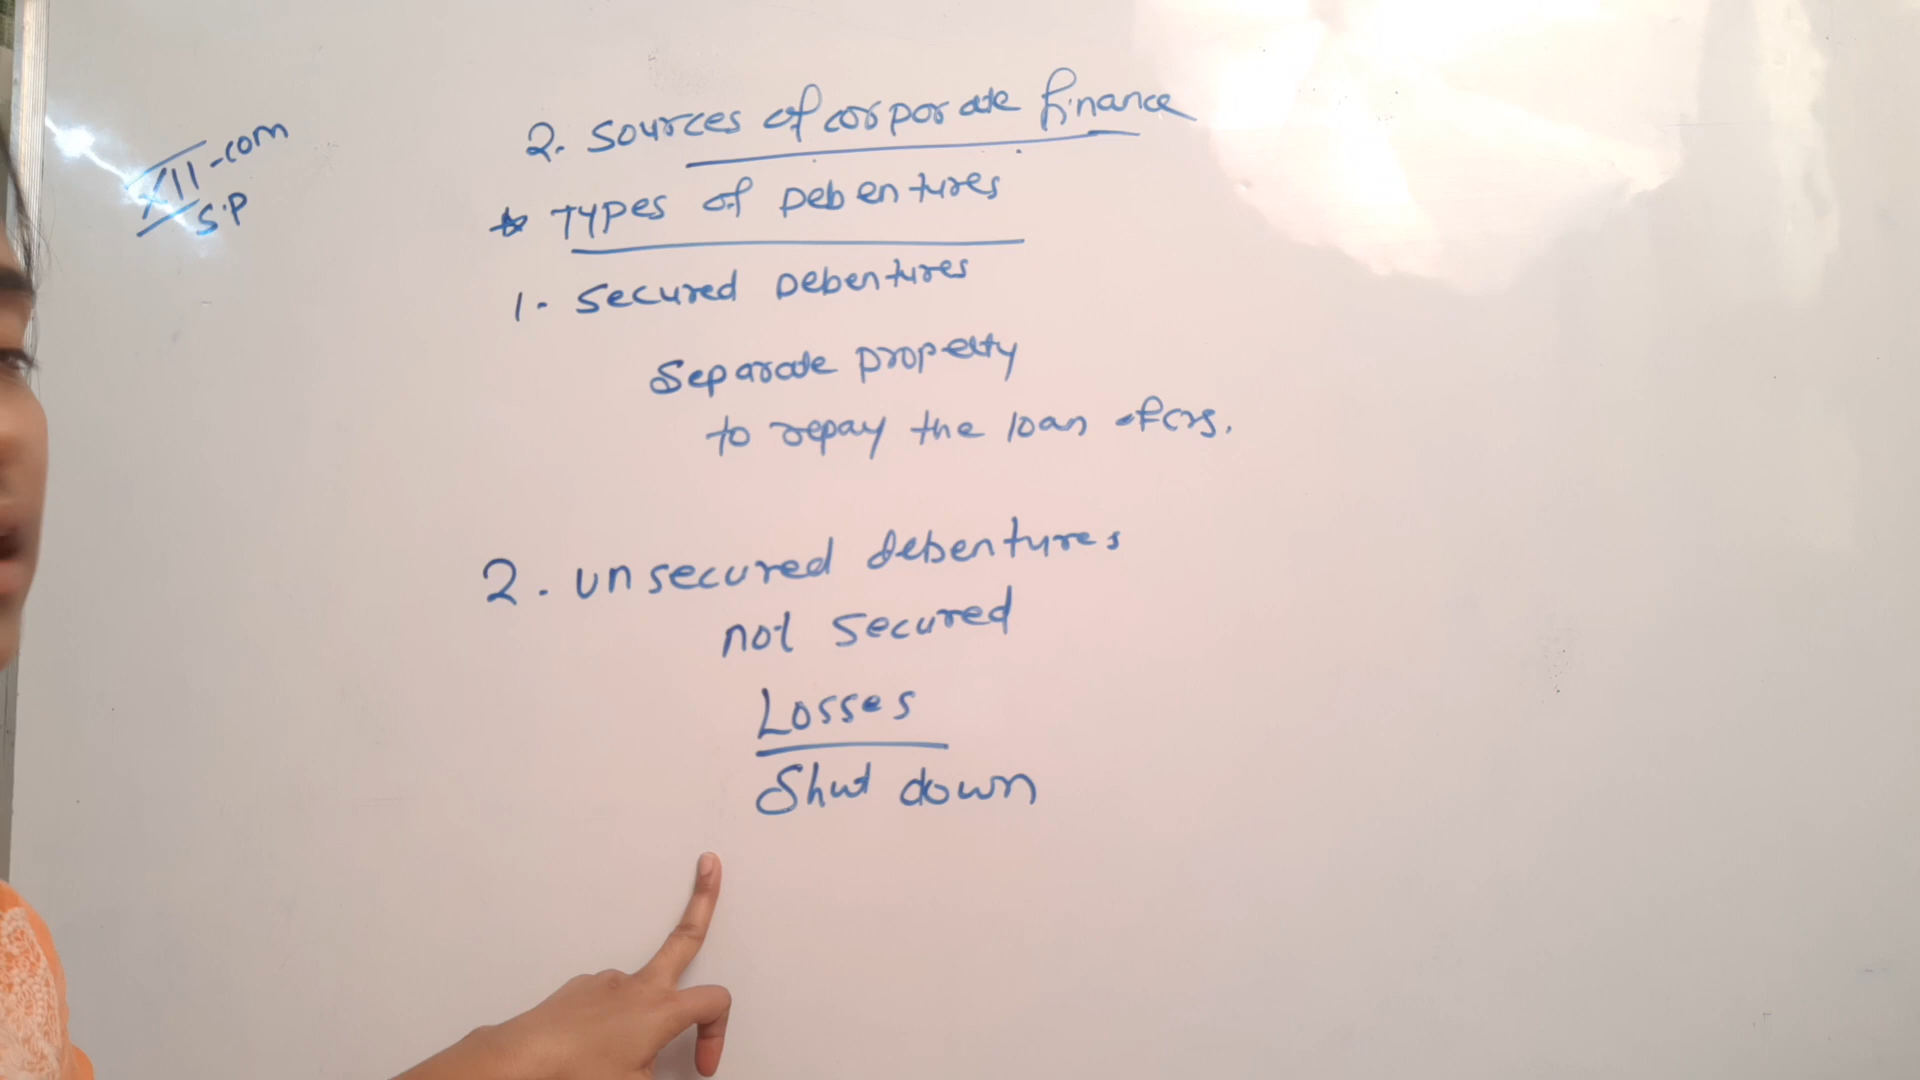 XII-com
S.P
2. Sources of corporate finance
Types of Debentures
1. Secured Debentures
Separate property
to repay the loan
2. unsecured debentures
not secured
Losses
Shut down